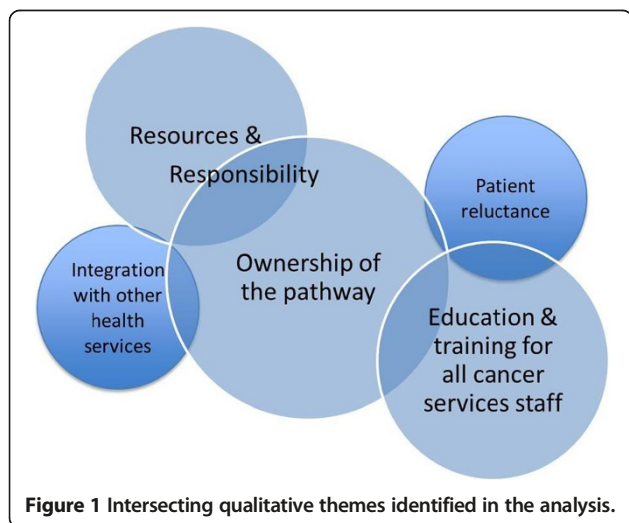 Resources &
Responsibility
Patient
reluctance
Integration
with other
health
services
Ownership of
the pathway
Education &
training for
all cancer
services staff
Figure 1 Intersecting qualitative themes identified in the analysis.